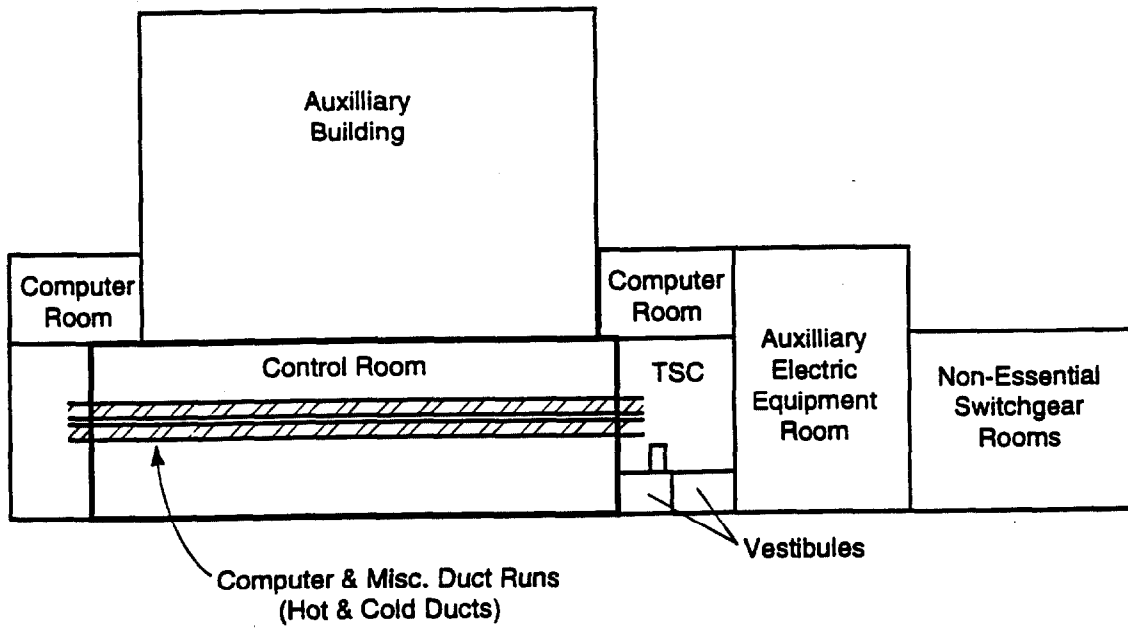 Auxilliary
Building
Computer
Room
Computer
Room
Control Room
TSC
Auxilliary
Electric
Equipment
Room
Non-Essential
Switchgear
Rooms
Vestibules
Computer & Misc. Duct Runs
(Hot & Cold Ducts)